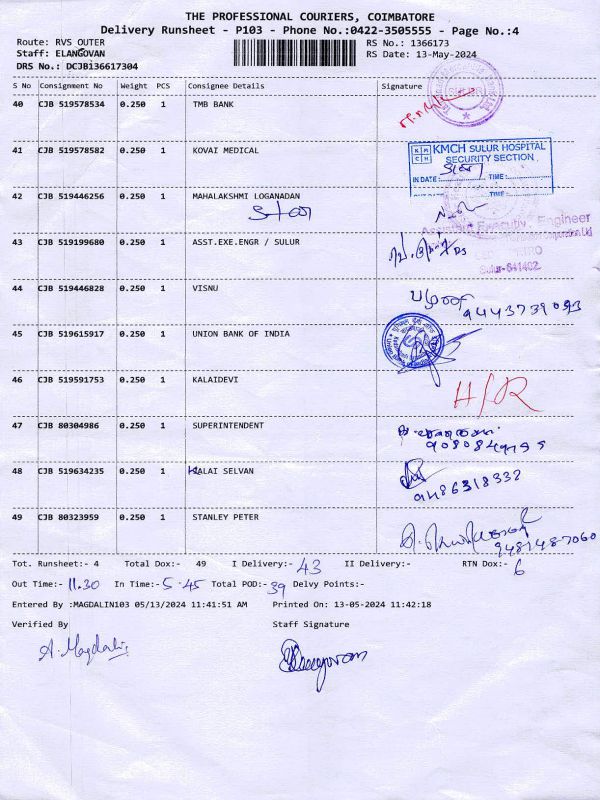 THE PROFESSIONAL COURIERS, COIMBATORE
Delivery Runsheet - P103 - Phone No.:0422-3505555 - Page No.:4
Route: RVS OUTER RS No.: 1366173
Staff: ELANGOVAN RS Date: 13-May-2024
DRS No.: DCJB136617304
S No Consignment No Weight PCS Consignee Details Signature
40 CJB 519578534 0.250 1 TMB BANK
41 CJB 519578582 0.250 1 KOVAI MEDICAL
KMCH SULUR HOSPITAL
SECURITY SECTION
IN DATE: TIME:
42 CJB 519446256 0.250 1 MAHALAKSHMI LOGANADAN
Assistant Executive Engineer
43 CJB 519199680 0.250 1 ASST.EXE.ENGR / SULUR
Sulur-641402
44 CJB 519446828 0.250 1 VISNU
9443739093
45 CJB 519615917 0.250 1 UNION BANK OF INDIA
46 CJB 519591753 0.250 1 KALAIDEVI
H/R
47 CJB 80304986 0.250 1 SUPERINTENDENT
48 CJB 519634235 0.250 1 KALAI SELVAN
9486318332
49 CJB 80323959 0.250 1 STANLEY PETER
9487487060
Tot. Runsheet:- 4 Total Dox:- 49 I Delivery:- 43 II Delivery:- RTN Dox:- 6
Out Time:- 11.30 In Time:- 5.45 Total POD:- 39 Delvy Points:-
Entered By :MAGDALIN103 05/13/2024 11:41:51 AM Printed On: 13-05-2024 11:42:18
Verified By Staff Signature
A. Magdalin Elangovan